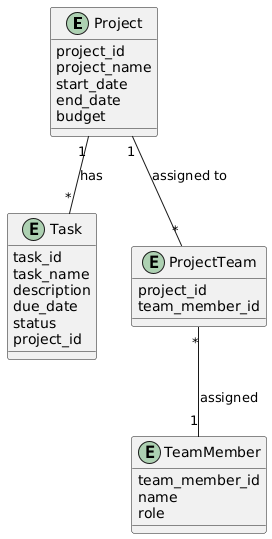 E Project
project_id
project_name
start_date
end_date
budget
1
1
has
assigned to
*
*
E Task
task_id
task_name
description
due_date
status
project_id
E ProjectTeam
project_id
team_member_id
*
assigned
1
E TeamMember
team_member_id
name
role